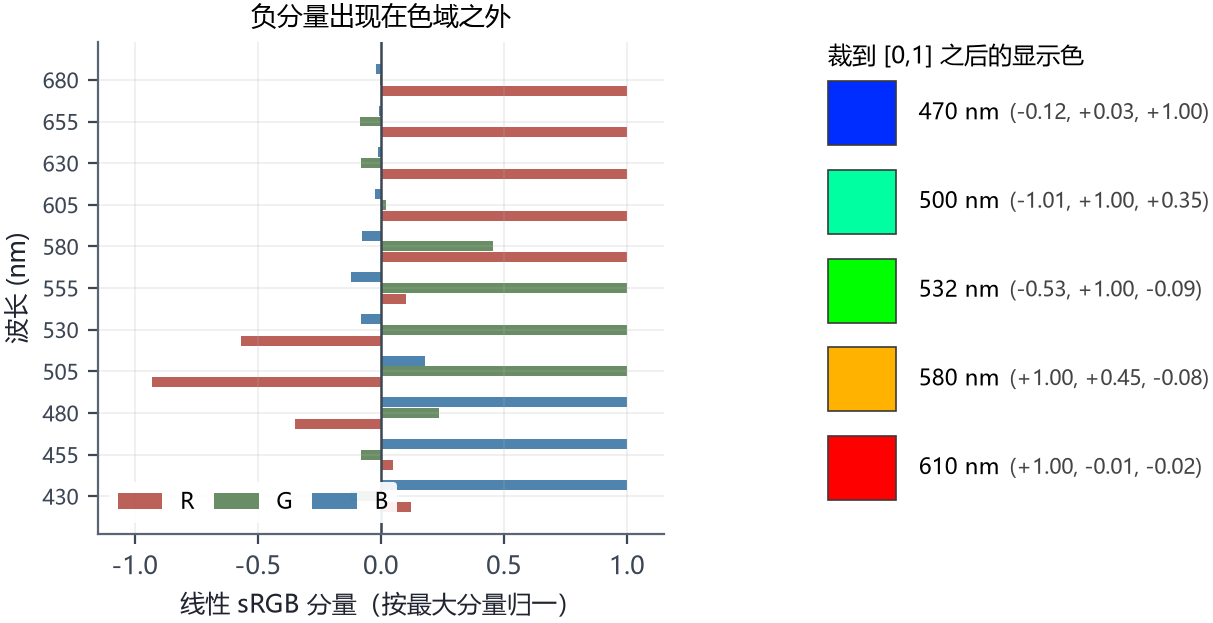 负分量出现在色域之外
波长 (nm)
680
655
630
605
580
555
530
505
480
455
430
R G B
-1.0 -0.5 0.0 0.5 1.0
线性 sRGB 分量（按最大分量归一）
裁到 [0,1] 之后的显示色
470 nm (-0.12, +0.03, +1.00)
500 nm (-1.01, +1.00, +0.35)
532 nm (-0.53, +1.00, -0.09)
580 nm (+1.00, +0.45, -0.08)
610 nm (+1.00, -0.01, -0.02)